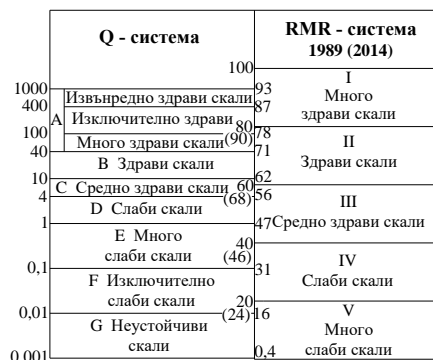 Q - система
RMR - система
1989 (2014)
100
1000
Извънредно здрави скали
93
I
Много
здрави скали
400
А
Изключително здрави
87
80
100
(90)
78
Много здрави скали
40
71
II
Здрави скали
B Здрави скали
10
62
C Средно здрави скали
60
4
(68)
56
D Слаби скали
III
Средно здрави скали
1
47
E Много
слаби скали
40
(46)
IV
Слаби скали
0,1
31
F Изключително
слаби скали
20
0,01
(24)
16
V
Много
слаби скали
G Неустойчиви
скали
0,001
0,4